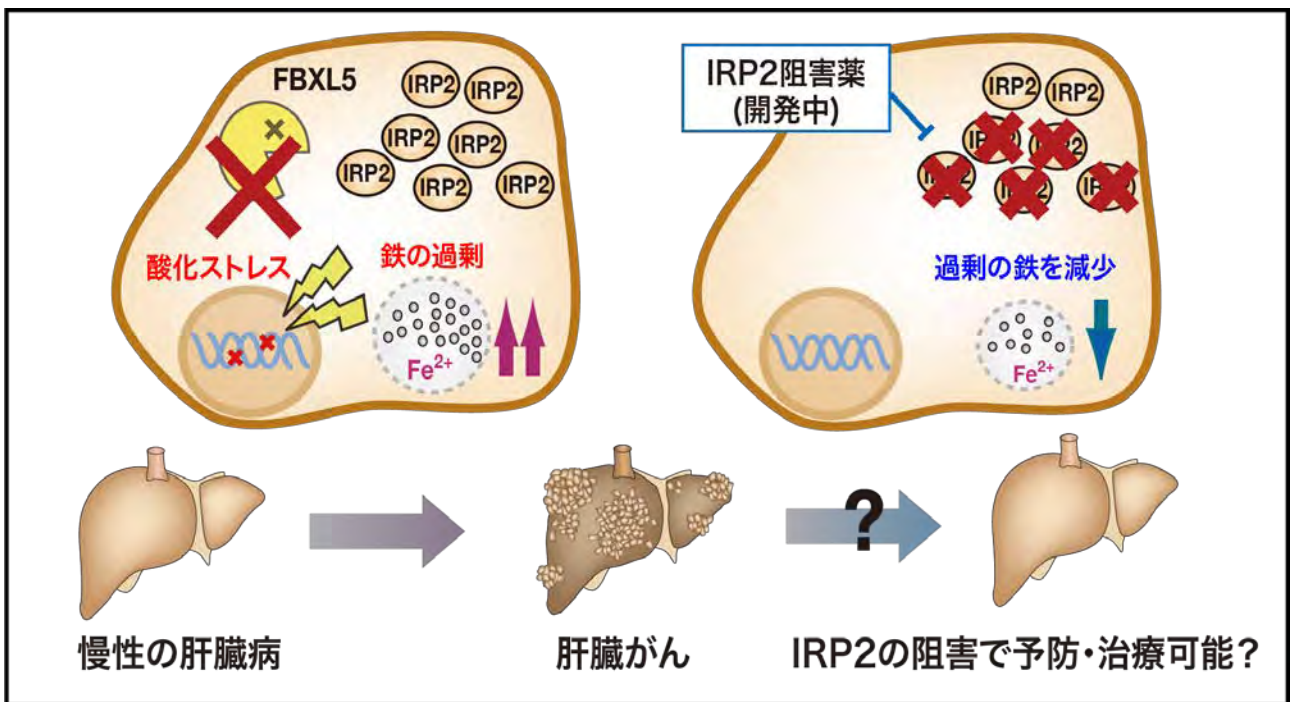 FBXL5
IRP2 IRP2
IRP2 IRP2
IRP2 IRP2 IRP2
酸化ストレス
鉄の過剰
Fe2+
IRP2阻害薬
(開発中)
IRP2 IRP2
過剰の鉄を減少
Fe2+
?
慢性の肝臓病
肝臓がん
IRP2の阻害で予防・治療可能？